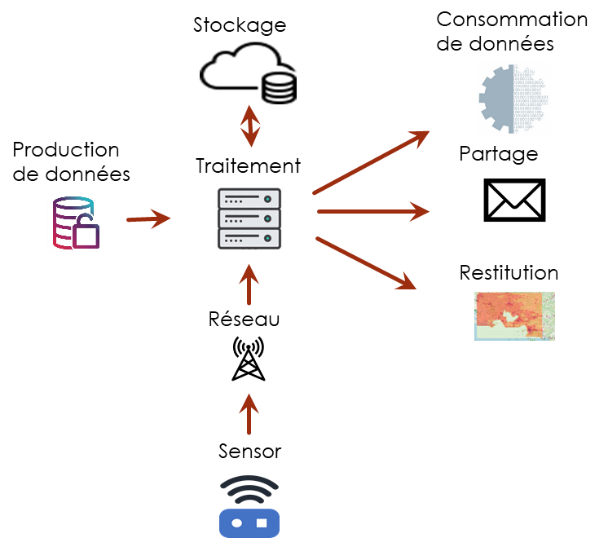 Stockage
Consommation
de données
Production
de données
Traitement
Partage
Restitution
Réseau
Sensor